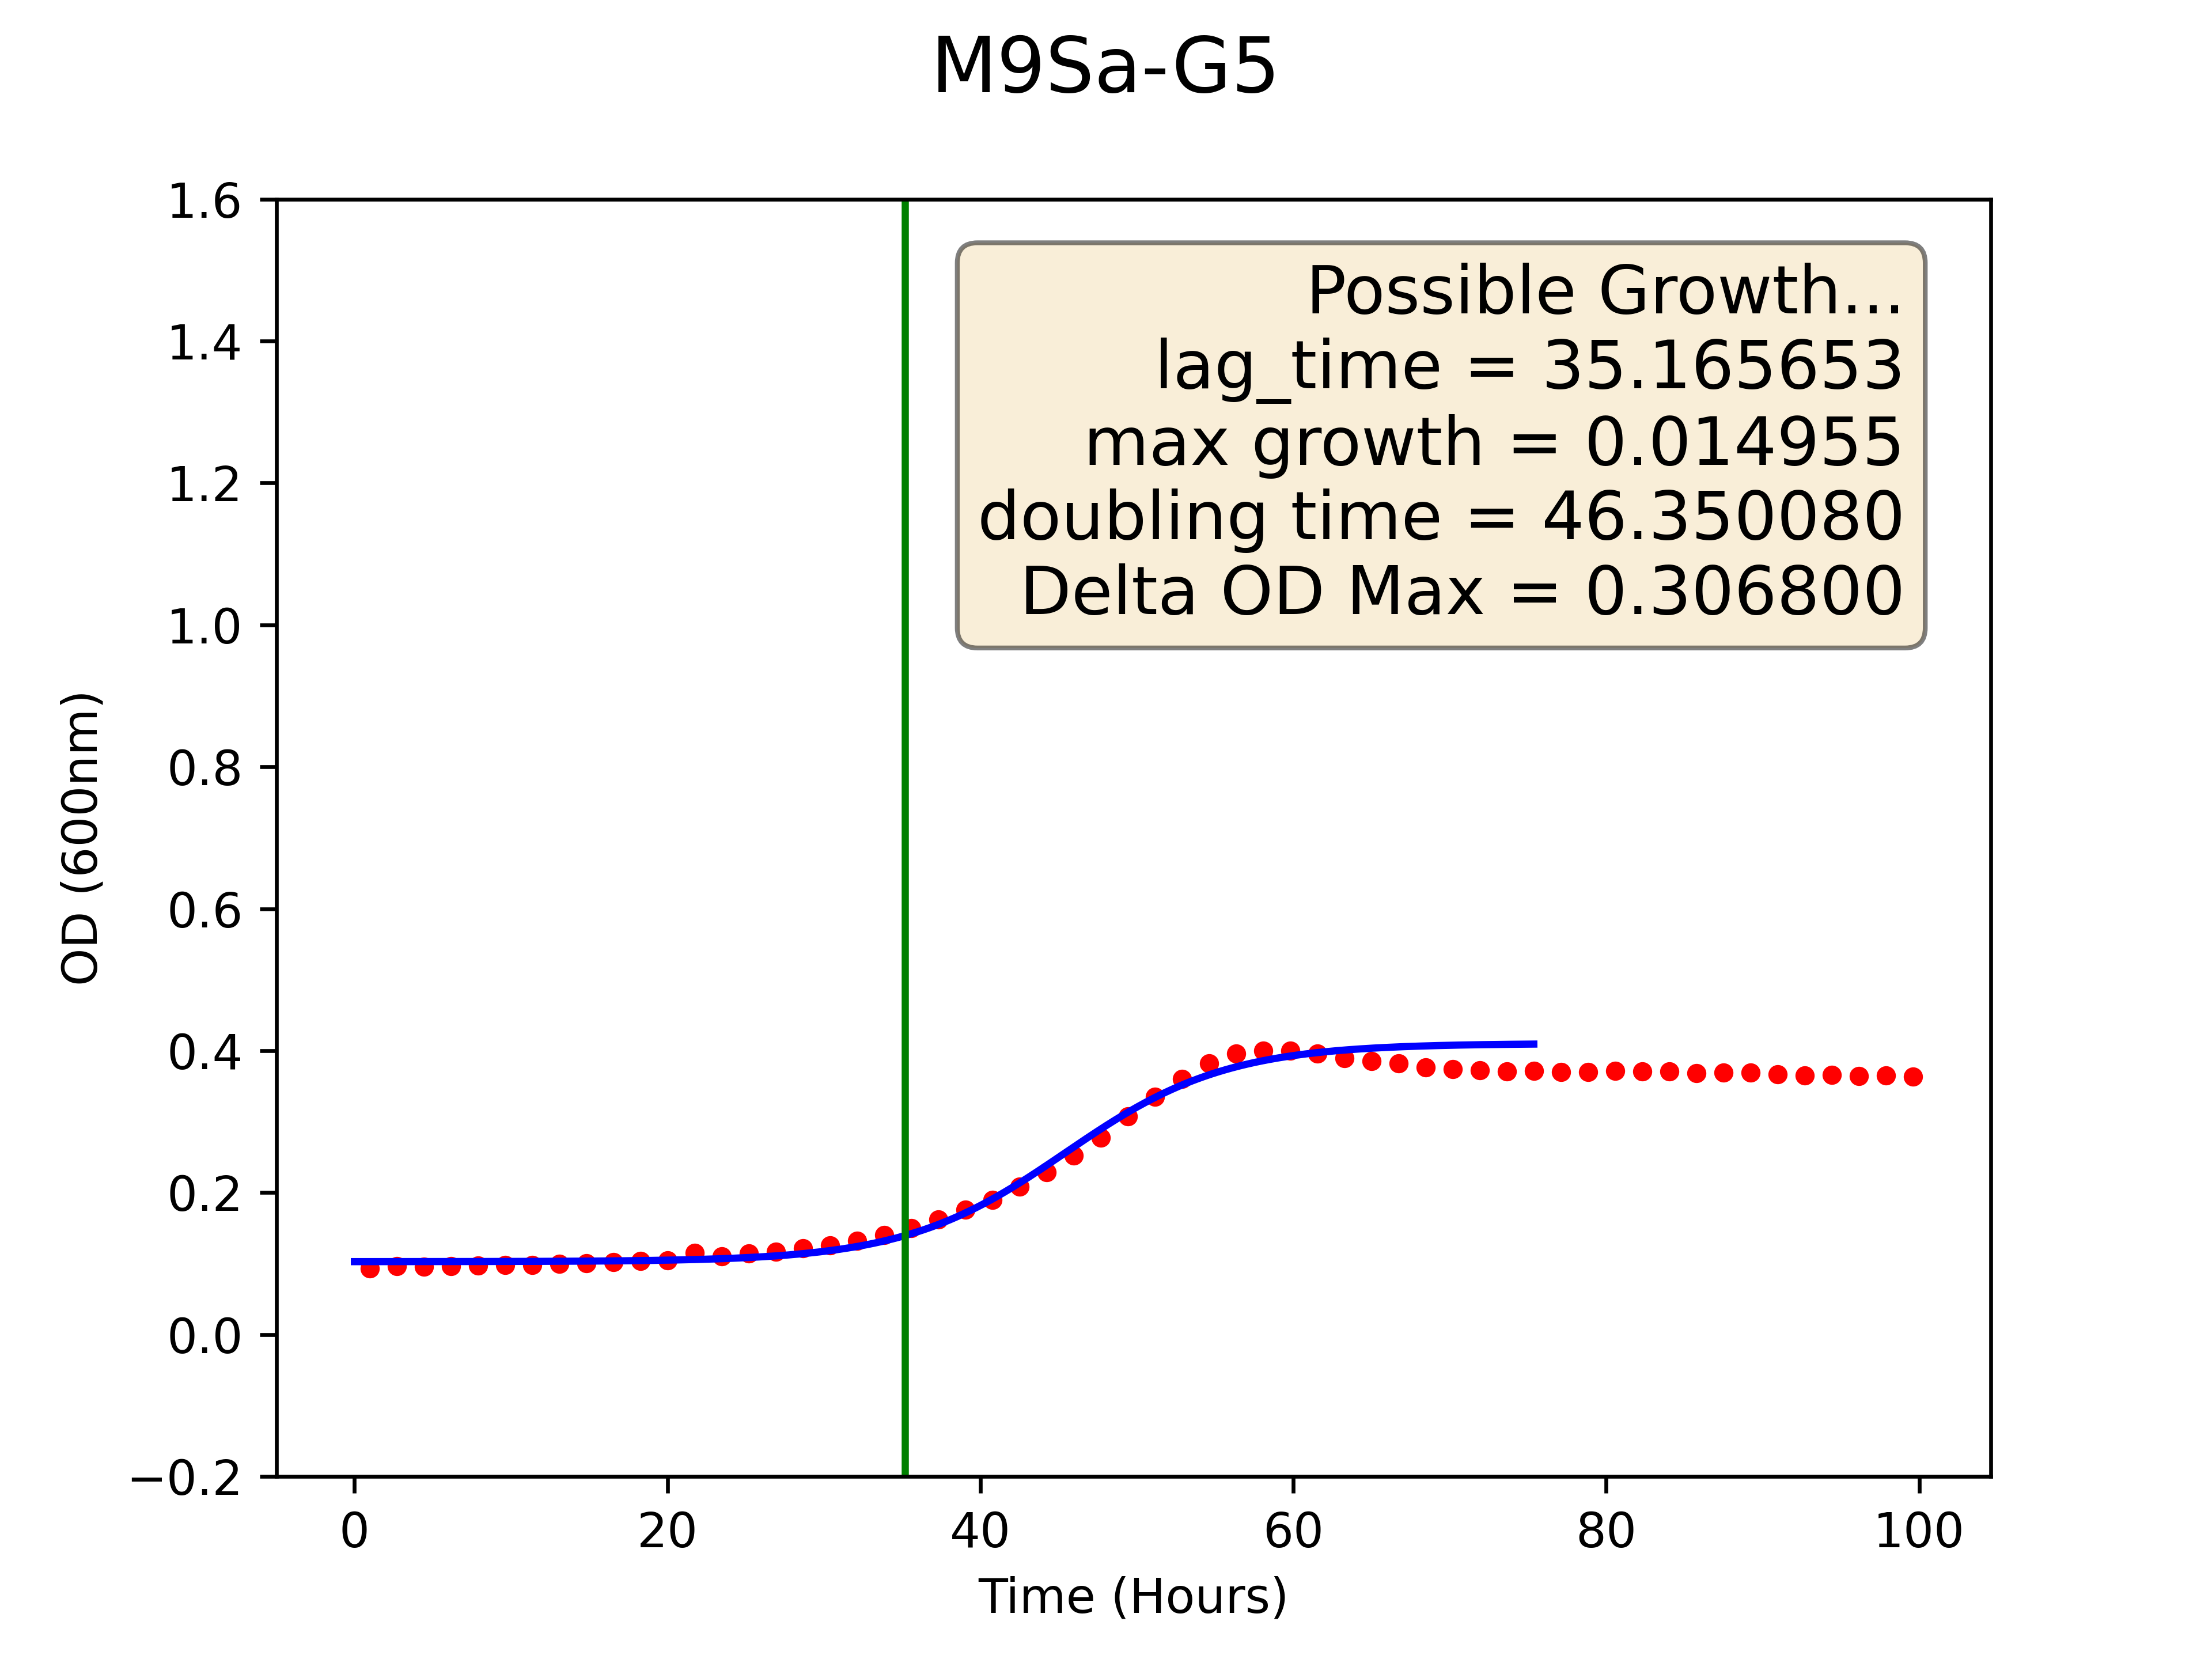 M9Sa-G5
1.6
1.4
1.2
1.0
0.8
0.6
0.4
0.2
0.0
−0.2
OD (600nm)
Possible Growth...
lag_time = 35.165653
max growth = 0.014955
doubling time = 46.350080
Delta OD Max = 0.306800
0 20 40 60 80 100
Time (Hours)